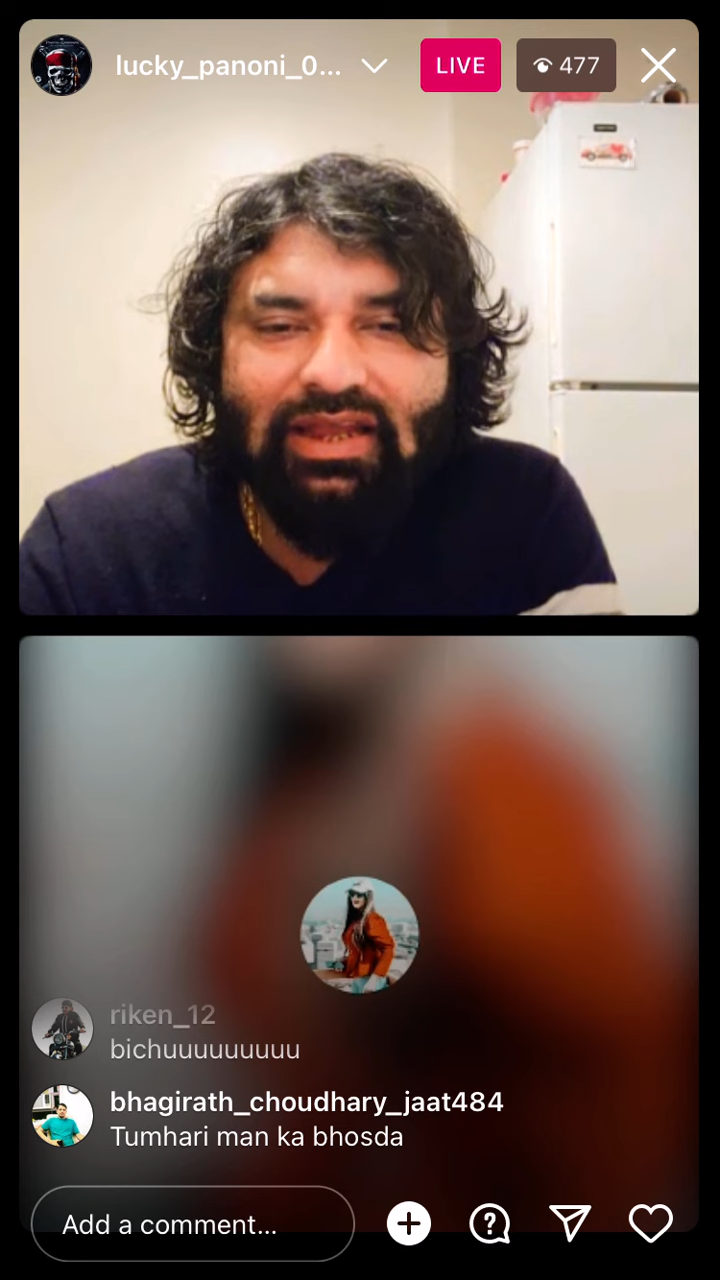 lucky_panoni_0...
LIVE
477
riken_12
bichuuuuuuuuu
bhagirath_choudhary_jaat484
Tumhari man ka bhosda
Add a comment...